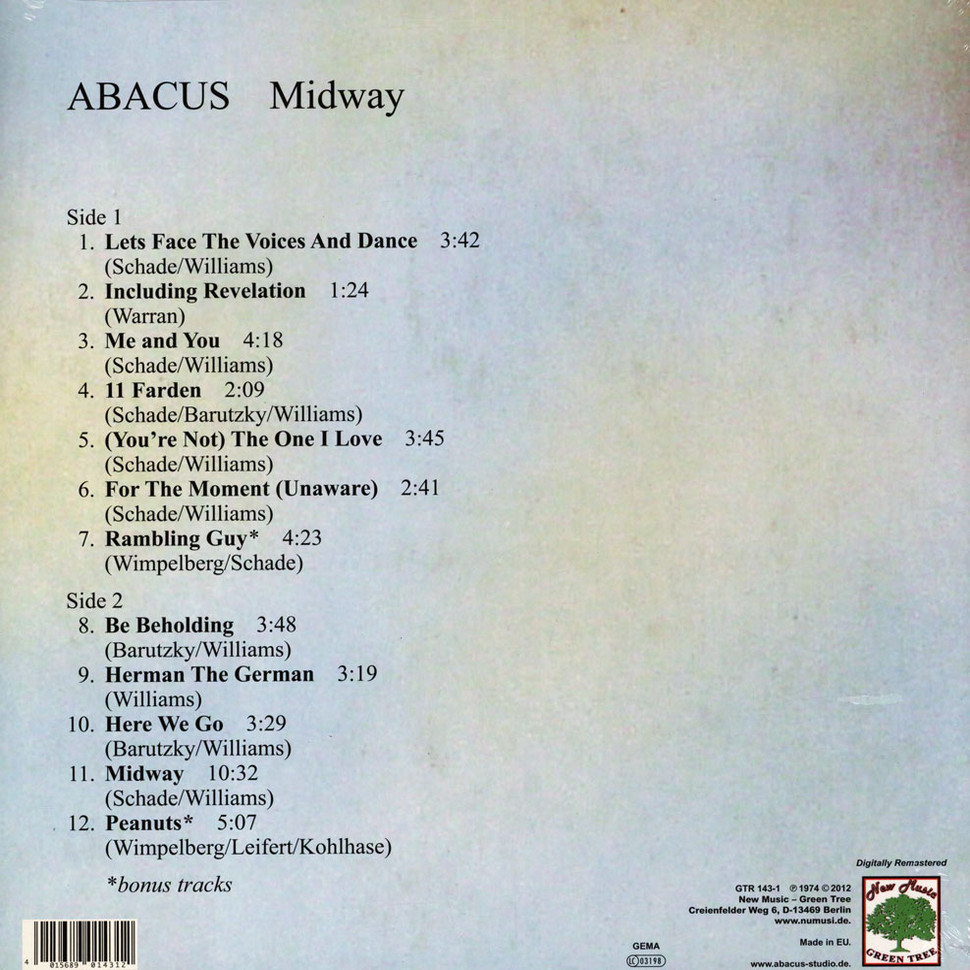 ABACUS Midway
Side 1
1. Lets Face The Voices And Dance 3:42
(Schade/Williams)
2. Including Revelation 1:24
(Warran)
3. Me and You 4:18
(Schade/Williams)
4. 11 Farden 2:09
(Schade/Barutzky/Williams)
5. (You're Not) The One I Love 3:45
(Schade/Williams)
6. For The Moment (Unaware) 2:41
(Schade/Williams)
7. Rambling Guy* 4:23
(Wimpelberg/Schade)
Side 2
8. Be Beholding 3:48
(Barutzky/Williams)
9. Herman The German 3:19
(Williams)
10. Here We Go 3:29
(Barutzky/Williams)
11. Midway 10:32
(Schade/Williams)
12. Peanuts* 5:07
(Wimpelberg/Leifert/Kohlhase)
*bonus tracks
4 015689 014312
GEMA
LC 03198
Digitally Remastered
GTR 143-1 ℗ 1974 © 2012
New Music – Green Tree
Creienfelder Weg 6, D-13469 Berlin
www.numusi.de.
Made in EU.
www.abacus-studio.de.
New Music
GREEN TREE